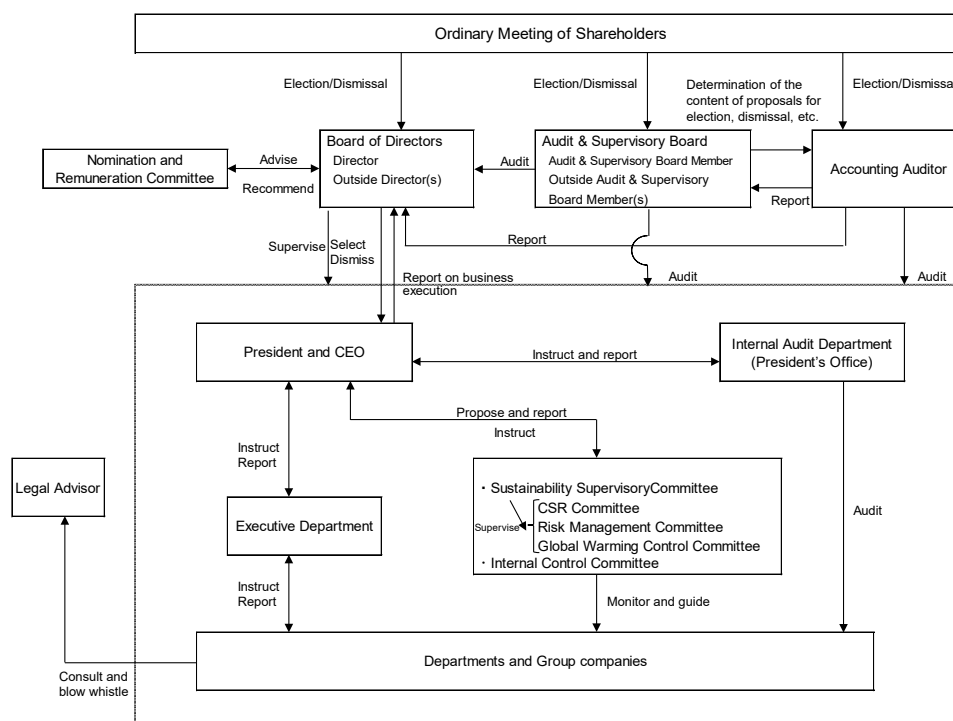 Ordinary Meeting of Shareholders
Election/Dismissal
Election/Dismissal
Determination of the
content of proposals for
election, dismissal, etc.
Election/Dismissal
Nomination and
Remuneration Committee
Advise
Recommend
Board of Directors
Director
Outside Director(s)
Audit
Audit & Supervisory Board
Audit & Supervisory Board Member
Outside Audit & Supervisory
Board Member(s)
Report
Accounting Auditor
Supervise
Select
Dismiss
Report
Report on business
execution
Audit
Audit
President and CEO
Instruct and report
Internal Audit Department
(President's Office)
Propose and report
Instruct
Instruct
Report
Legal Advisor
Executive Department
・Sustainability SupervisoryCommittee
CSR Committee
Supervise
Risk Management Committee
Global Warming Control Committee
・Internal Control Committee
Audit
Instruct
Report
Monitor and guide
Departments and Group companies
Consult and
blow whistle